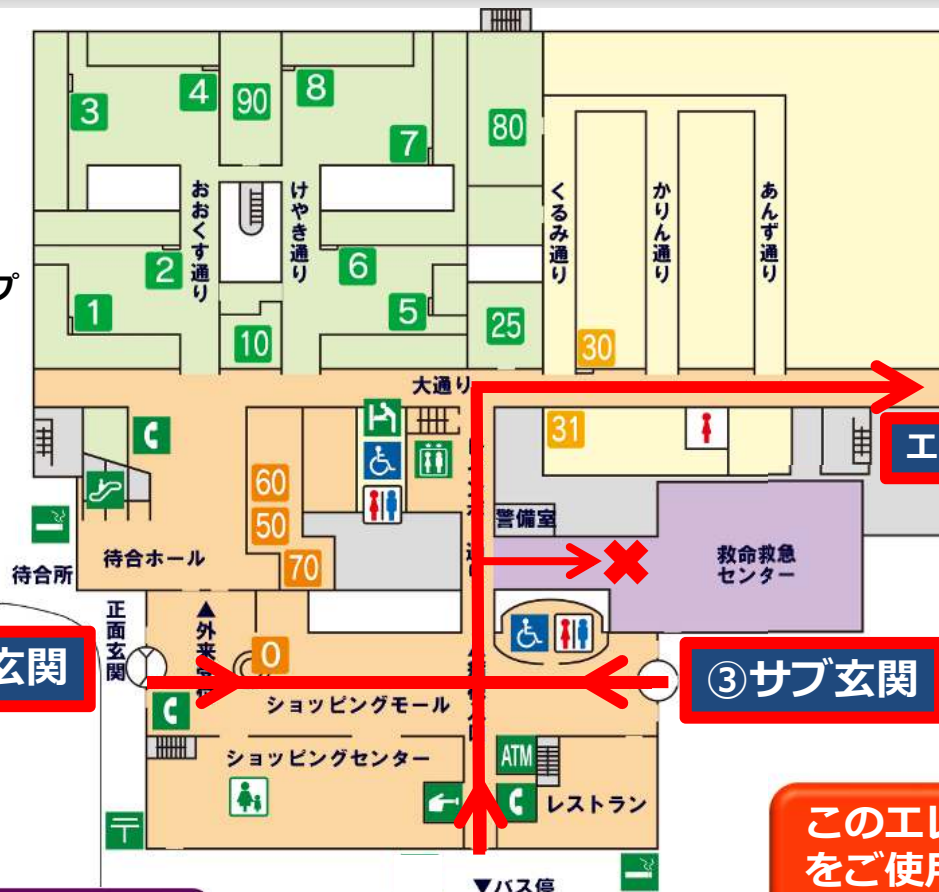 3
4
90
8
7
80
おおくす通り
けやき通り
くるみ通り
かりん通り
あんず通り
プ
2
6
1
5
10
25
30
大通り
31
エ
60
50
70
警備室
待合ホール
待合所
救命救急
センター
正面玄関
玄関
0
③サブ玄関
ショッピングモール
ショッピングセンター
ATM
レストラン
〒
このエレ
をご使用
▼バス停